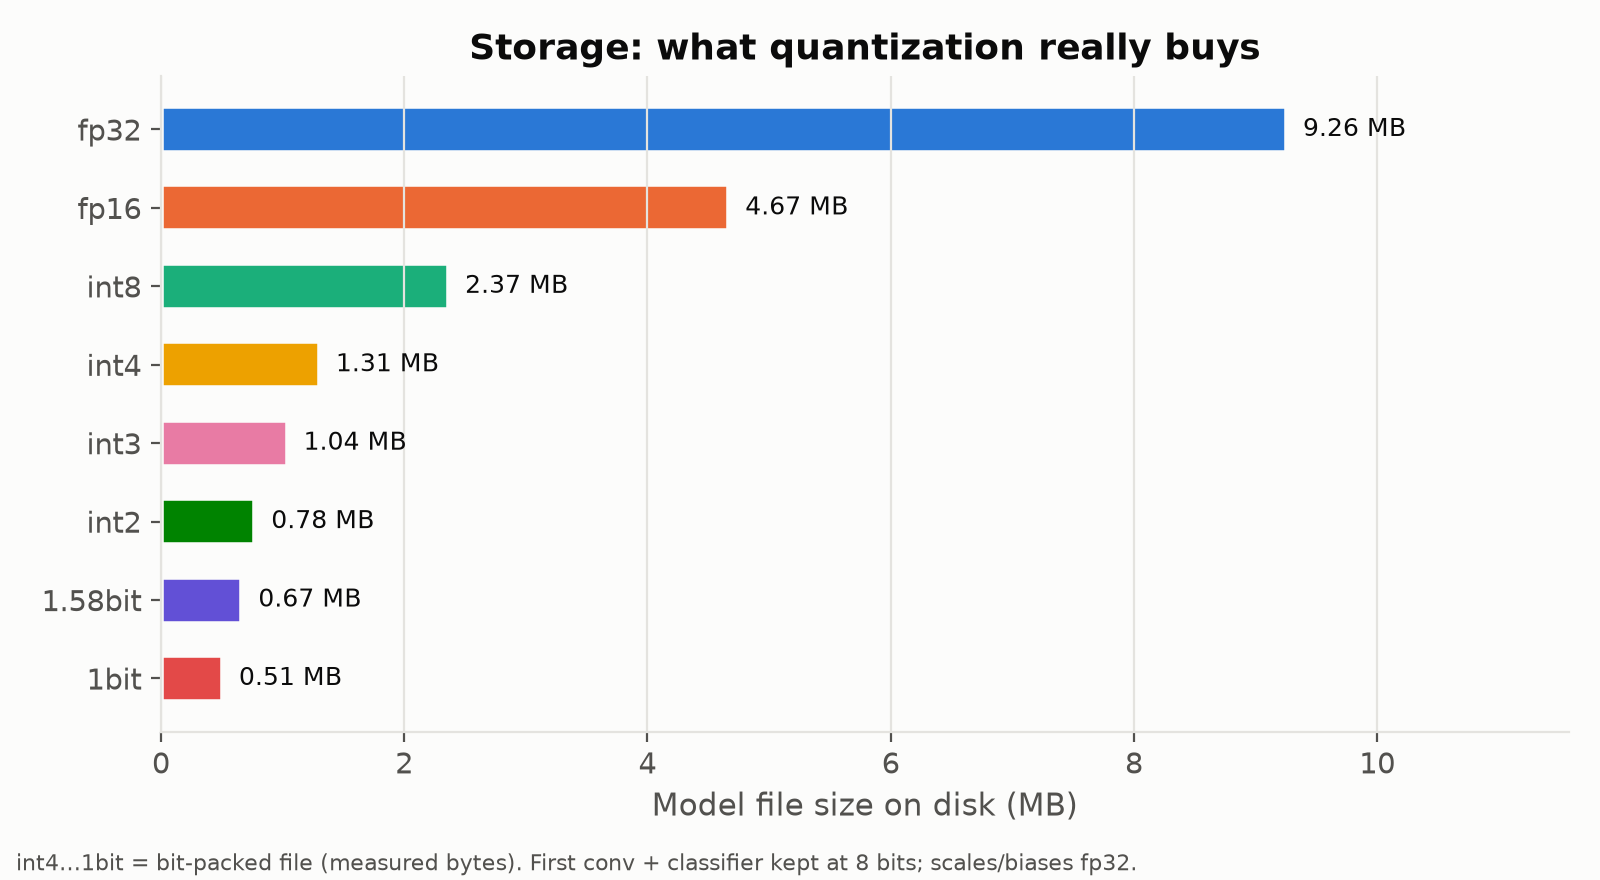 Storage: what quantization really buys
fp32
9.26 MB
fp16
4.67 MB
int8
2.37 MB
int4
1.31 MB
int3
1.04 MB
int2
0.78 MB
1.58bit
0.67 MB
1bit
0.51 MB
0 2 4 6 8 10
Model file size on disk (MB)
int4...1bit = bit-packed file (measured bytes). First conv + classifier kept at 8 bits; scales/biases fp32.